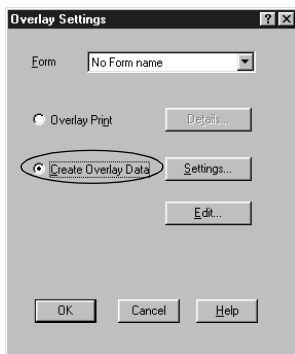 Overlay Settings
Form No Form name
Overlay Print Details...
Create Overlay Data Settings...
Edit...
OK Cancel Help